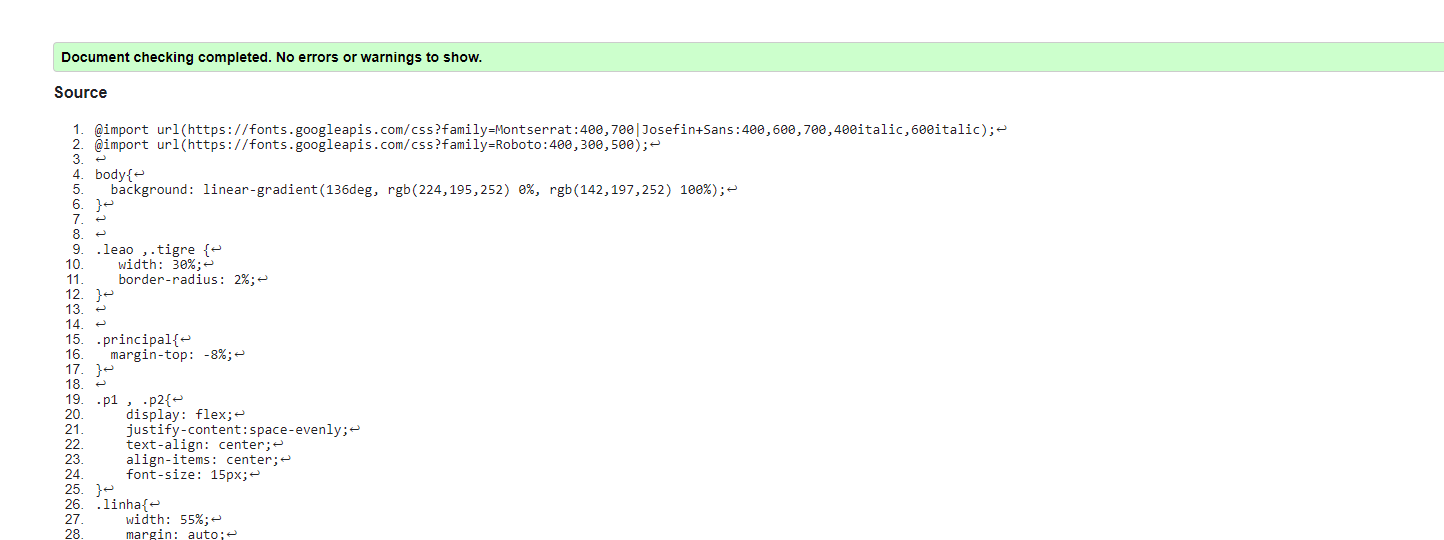 Document checking completed. No errors or warnings to show.
Source
1. @import url(https://fonts.googleapis.com/css?family=Montserrat:400,700|Josefin+Sans:400,600,700,400italic,600italic);↩
2. @import url(https://fonts.googleapis.com/css?family=Roboto:400,300,500);↩
3. ↩
4. body{↩
5.   background: linear-gradient(136deg, rgb(224,195,252) 0%, rgb(142,197,252) 100%);↩
6. }↩
7. ↩
8. ↩
9. .leao ,.tigre {↩
10.    width: 30%;↩
11.    border-radius: 2%;↩
12. }↩
13. ↩
14. ↩
15. .principal{↩
16.   margin-top: -8%;↩
17. }↩
18. ↩
19. .p1 , .p2{↩
20.     display: flex;↩
21.     justify-content:space-evenly;↩
22.     text-align: center;↩
23.     align-items: center;↩
24.     font-size: 15px;↩
25. }↩
26. .linha{↩
27.     width: 55%;↩
28.     margin: auto;↩